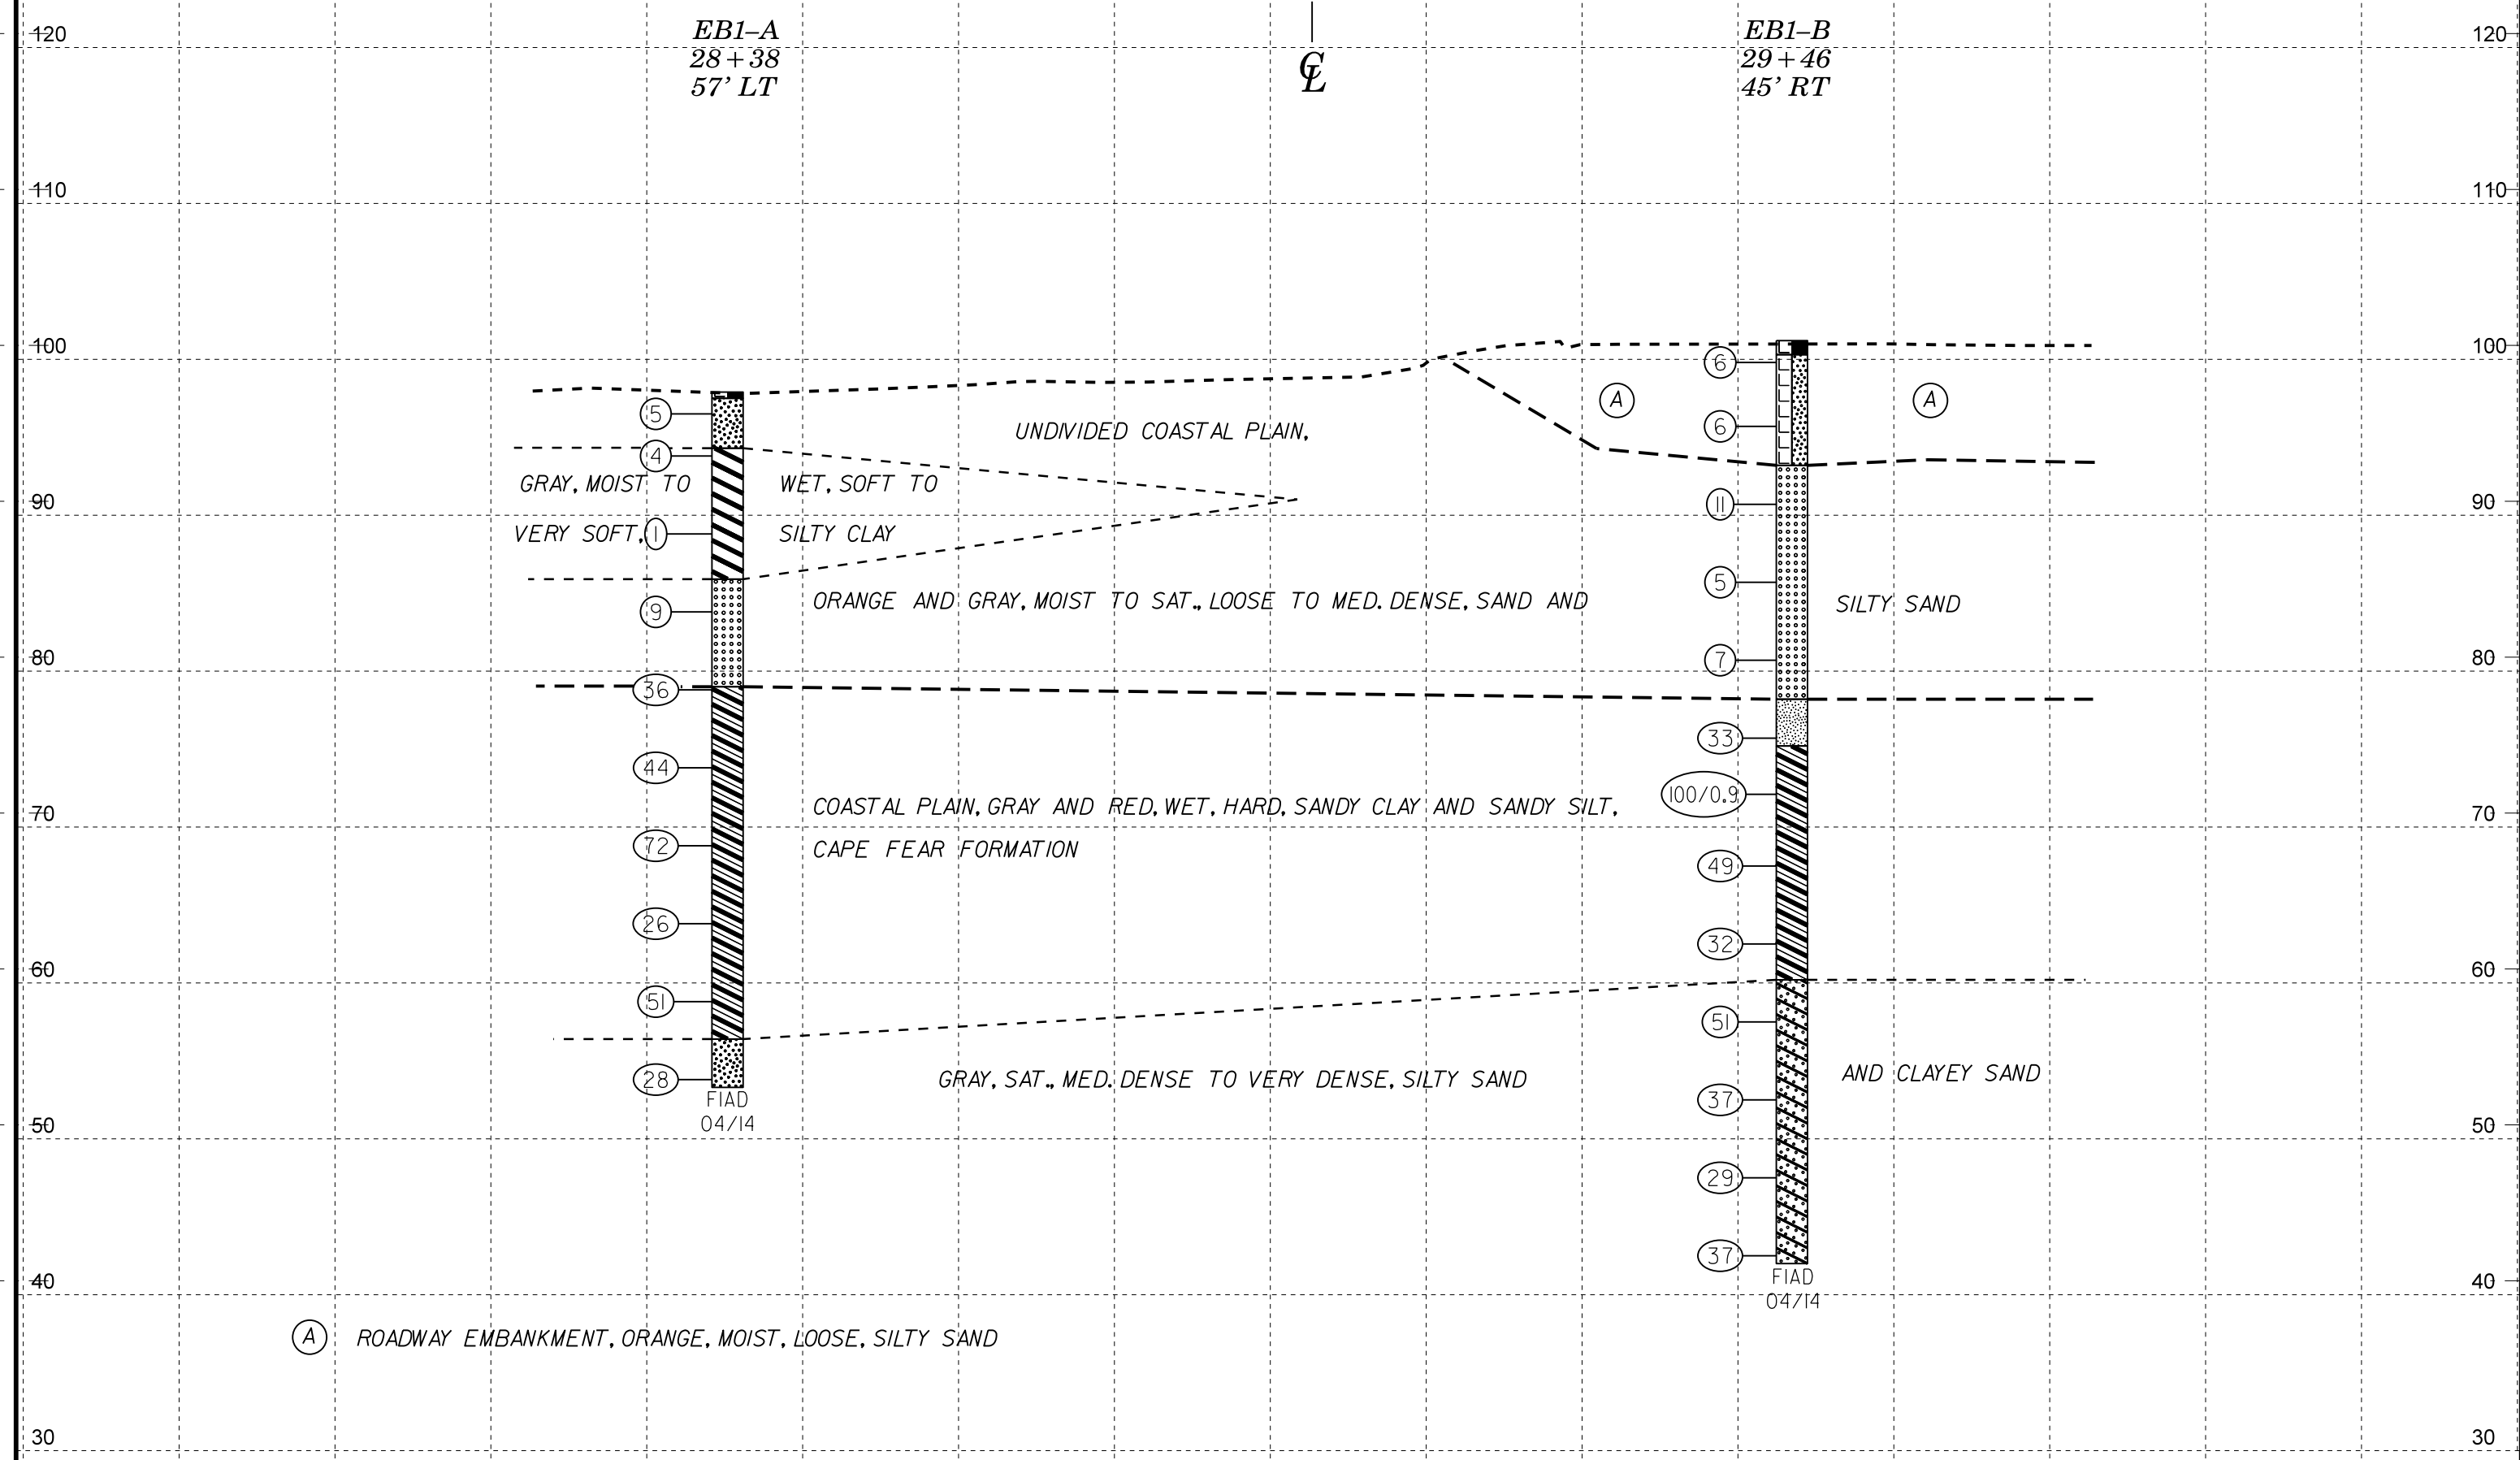 EB1–A
28+38
57' LT
℄
EB1–B
29+46
45' RT
120 120
110 110
100 100
6
A A
5
6
UNDIVIDED COASTAL PLAIN,
4
GRAY, MOIST TO WET, SOFT TO
90 11 90
VERY SOFT, 1 SILTY CLAY
5
ORANGE AND GRAY, MOIST TO SAT., LOOSE TO MED. DENSE, SAND AND SILTY SAND
9
80 7 80
36
33
44
100/0.9
COASTAL PLAIN, GRAY AND RED, WET, HARD, SANDY CLAY AND SANDY SILT,
70 70
72 CAPE FEAR FORMATION
49
26
32
60 60
51
51
28 GRAY, SAT., MED. DENSE TO VERY DENSE, SILTY SAND AND CLAYEY SAND
FIAD
37
04/14
50 50
29
37
FIAD
40 40
04/14
A ROADWAY EMBANKMENT, ORANGE, MOIST, LOOSE, SILTY SAND
30 30